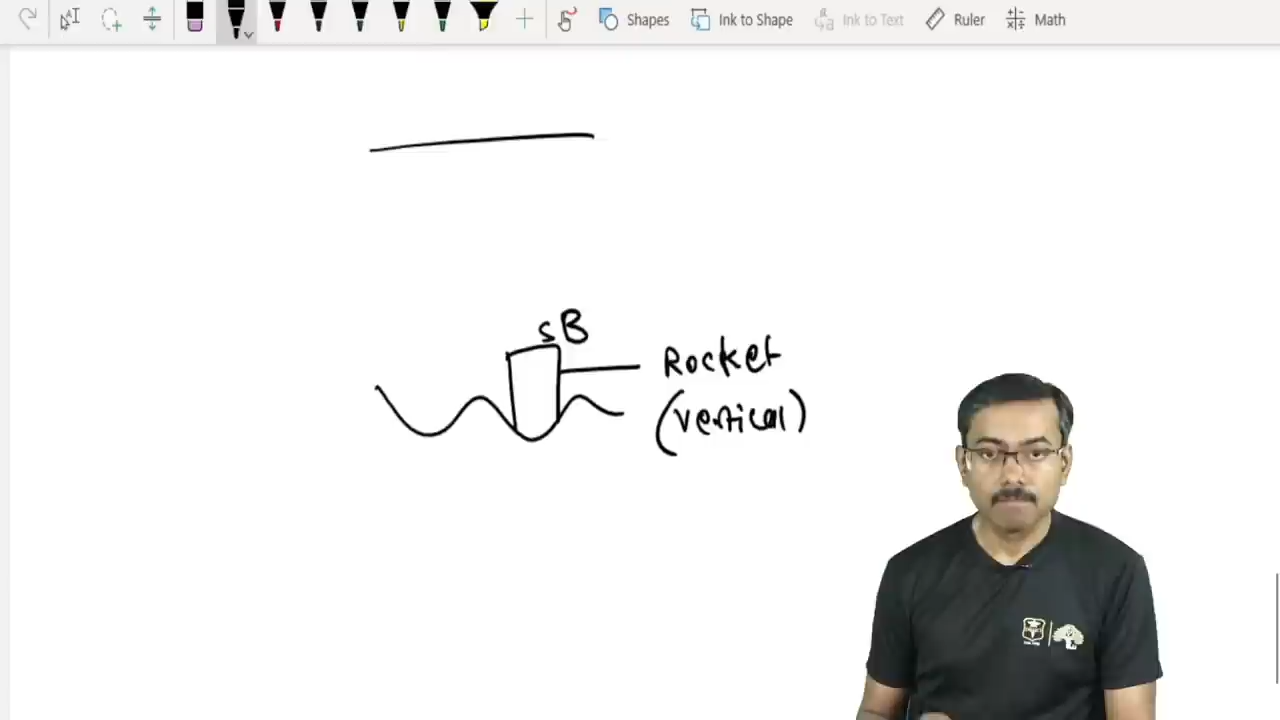 Shapes Ink to Shape Ink to Text Ruler Math
SB
Rocket
(vertical)